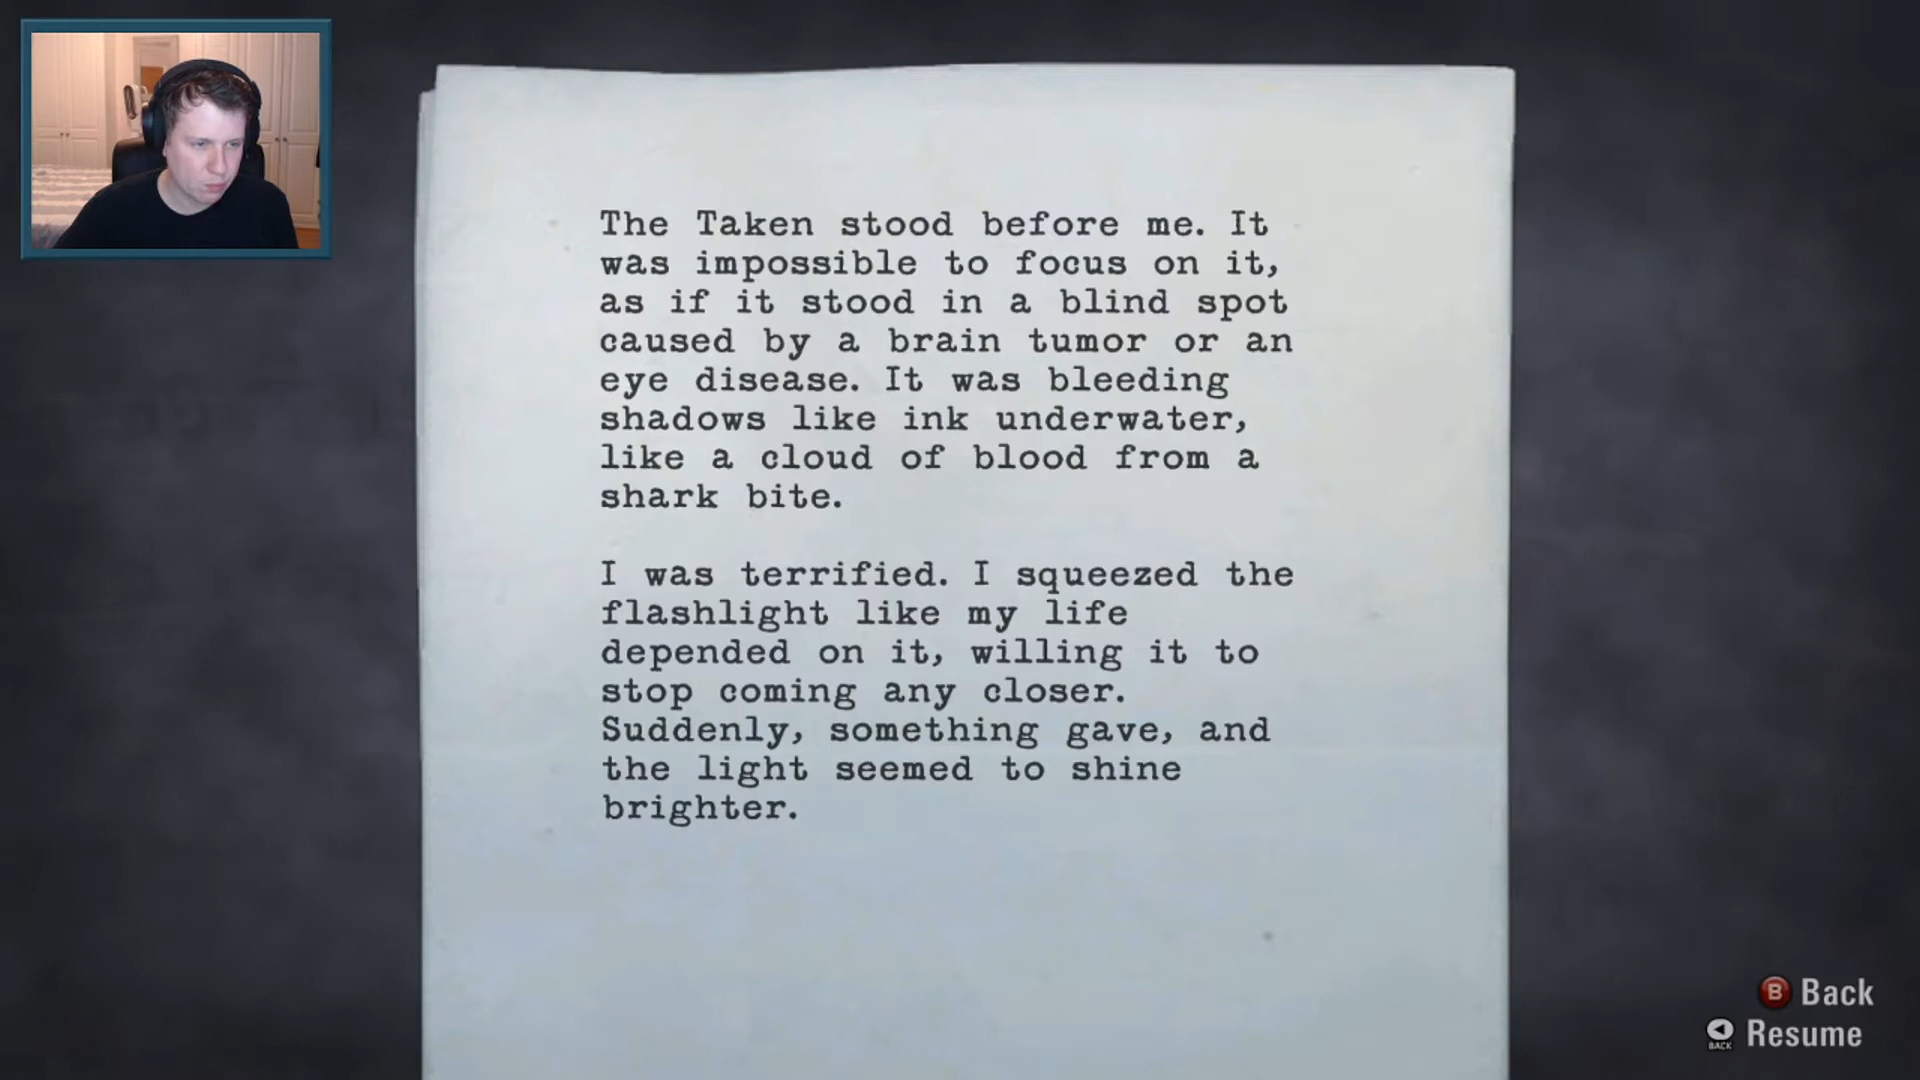 The Taken stood before me. It
was impossible to focus on it,
as if it stood in a blind spot
caused by a brain tumor or an
eye disease. It was bleeding
shadows like ink underwater,
like a cloud of blood from a
shark bite.
I was terrified. I squeezed the
flashlight like my life
depended on it, willing it to
stop coming any closer.
Suddenly, something gave, and
the light seemed to shine
brighter.
B Back
BACK Resume